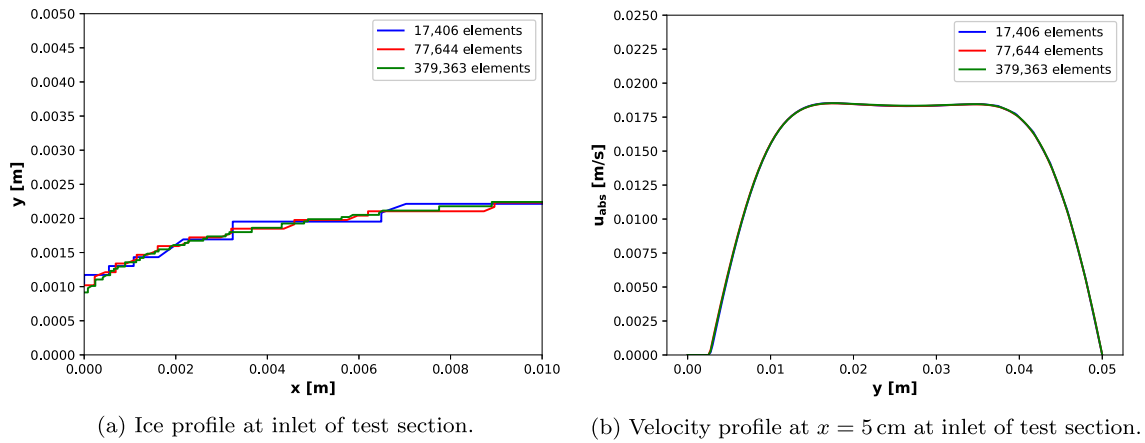 0.0050
0.0045
0.0040
0.0035
0.0030
0.0025
0.0020
0.0015
0.0010
0.0005
0.0000
y [m]
17,406 elements
77,644 elements
379,363 elements
0.000 0.002 0.004 0.006 0.008 0.010
x [m]
(a) Ice profile at inlet of test section.
0.0250
0.0225
0.0200
0.0175
0.0150
0.0125
0.0100
0.0075
0.0050
0.0025
0.0000
u_abs [m/s]
17,406 elements
77,644 elements
379,363 elements
0.00 0.01 0.02 0.03 0.04 0.05
y [m]
(b) Velocity profile at x = 5 cm at inlet of test section.